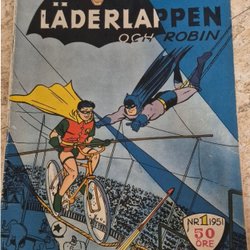 LÄDERLAPPEN
OCH ROBIN
NR 1 1951
50
ÖRE